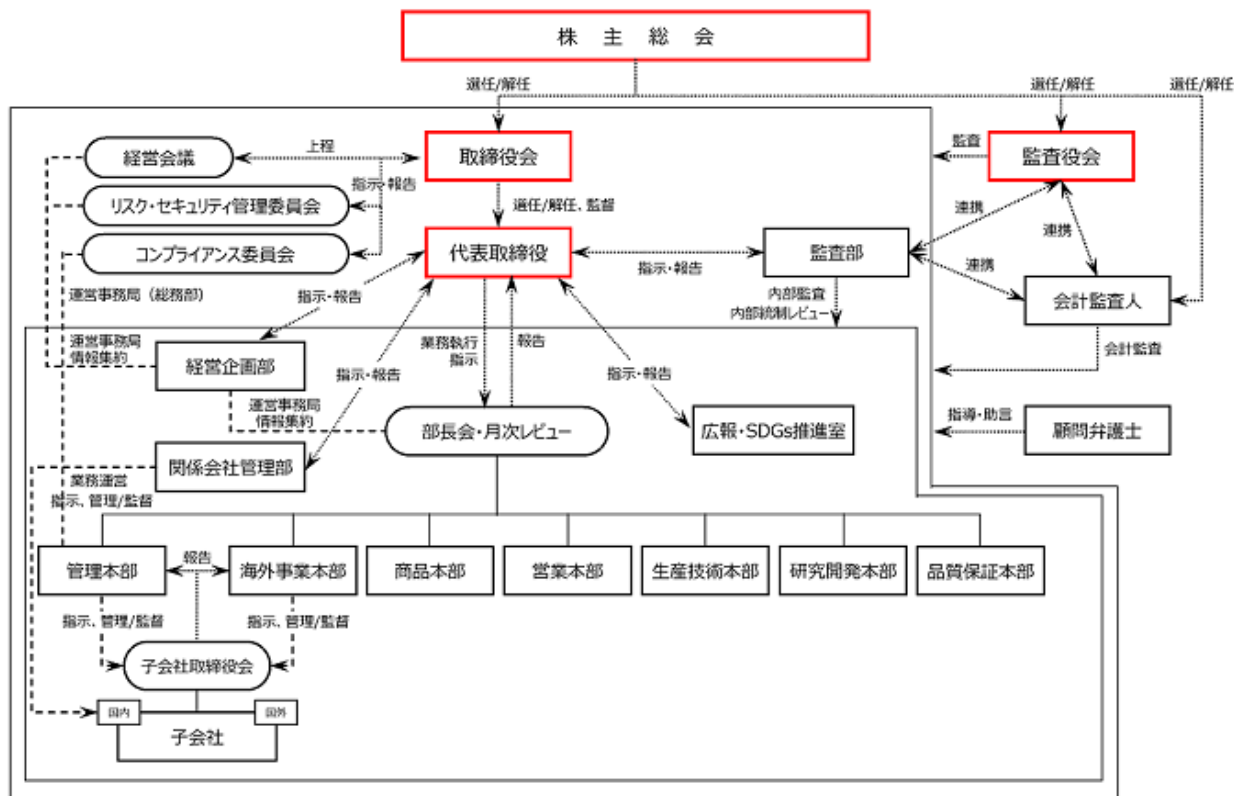 株主総会
選任/解任
選任/解任
選任/解任
経営会議
上程
取締役会
監査
監査役会
指示・報告
リスク・セキュリティ管理委員会
選任/解任、監督
連携
コンプライアンス委員会
代表取締役
指示・報告
監査部
連携
連携
会計監査人
運営事務局（総務部）
指示・報告
内部監査
内部統制レビュー
運営事務局
情報集約
経営企画部
業務執行
指示
報告
会計監査
指示・報告
指示・報告
運営事務局
情報集約
部長会・月次レビュー
広報・SDGs推進室
指導・助言
顧問弁護士
関係会社管理部
業務運営
指示、管理/監督
管理本部
報告
海外事業本部
商品本部
営業本部
生産技術本部
研究開発本部
品質保証本部
指示、管理/監督
指示、管理/監督
子会社取締役会
国内
国外
子会社